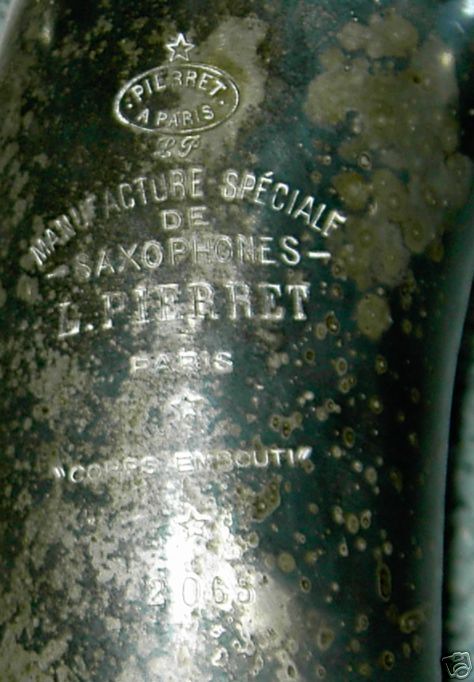 PIERRET
A PARIS
LP
MANUFACTURE SPÉCIALE
DE
SAXOPHONES
L. PIERRET
PARIS
"CORPS EMBOUTI"
2065